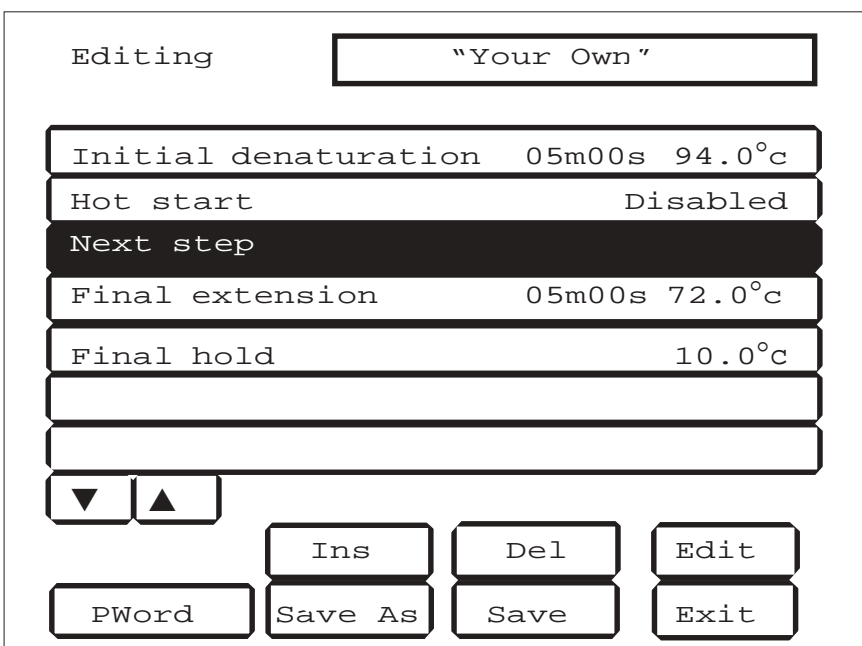 Editing "Your Own"
Initial denaturation 05m00s 94.0°c
Hot start Disabled
Next step
Final extension 05m00s 72.0°c
Final hold 10.0°c
▼ ▲
Ins Del Edit
PWord Save As Save Exit